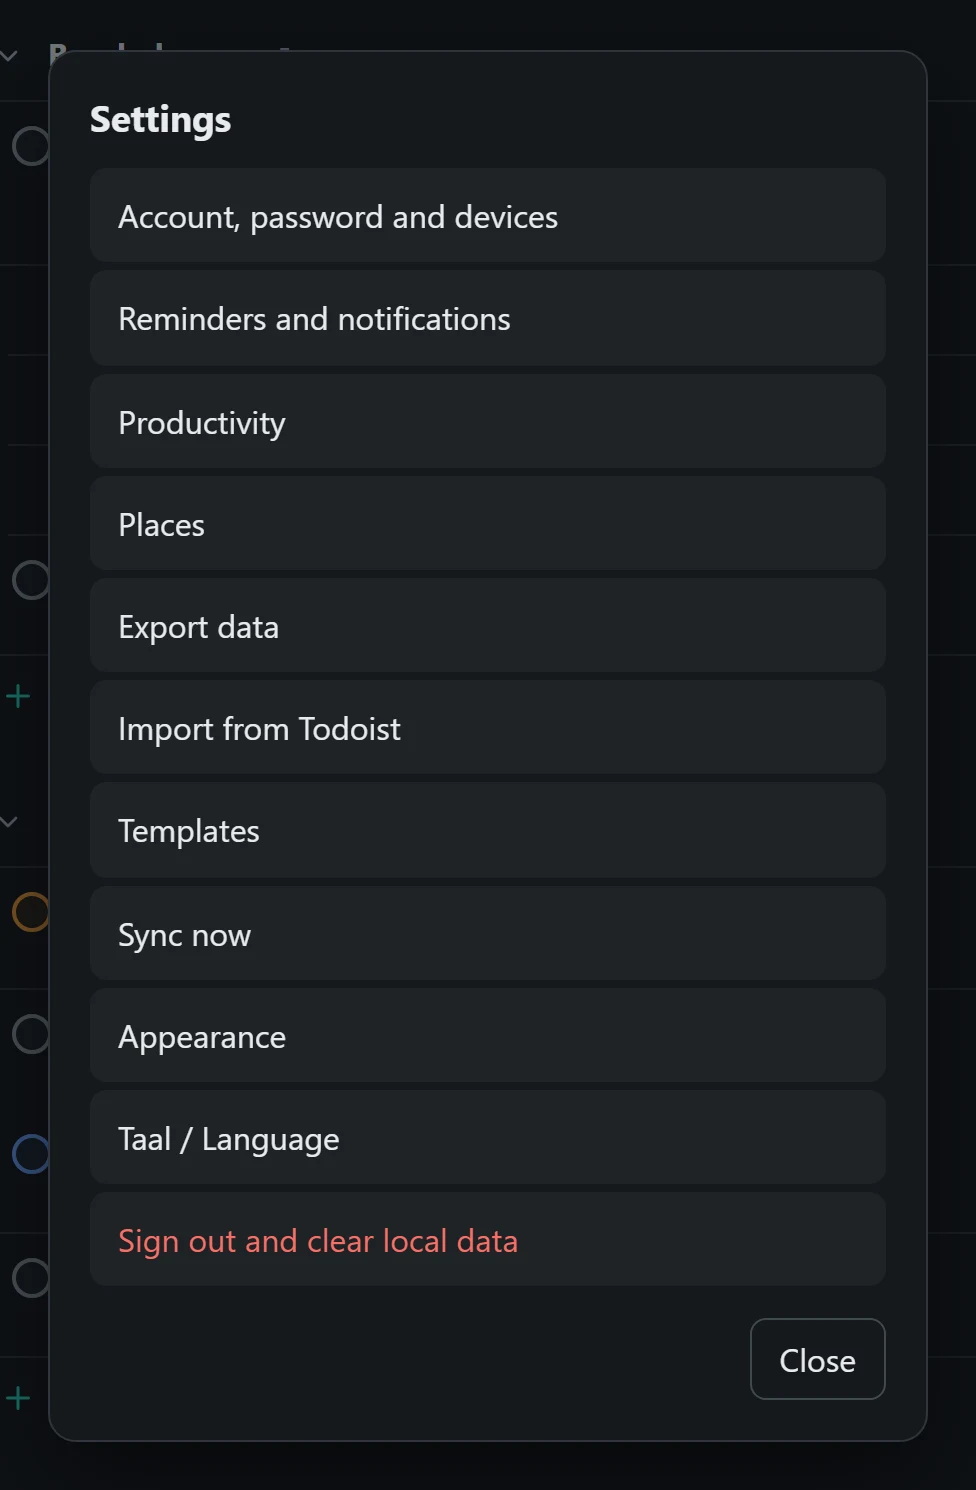 Settings
Account, password and devices
Reminders and notifications
Productivity
Places
Export data
Import from Todoist
Templates
Sync now
Appearance
Taal / Language
Sign out and clear local data
Close